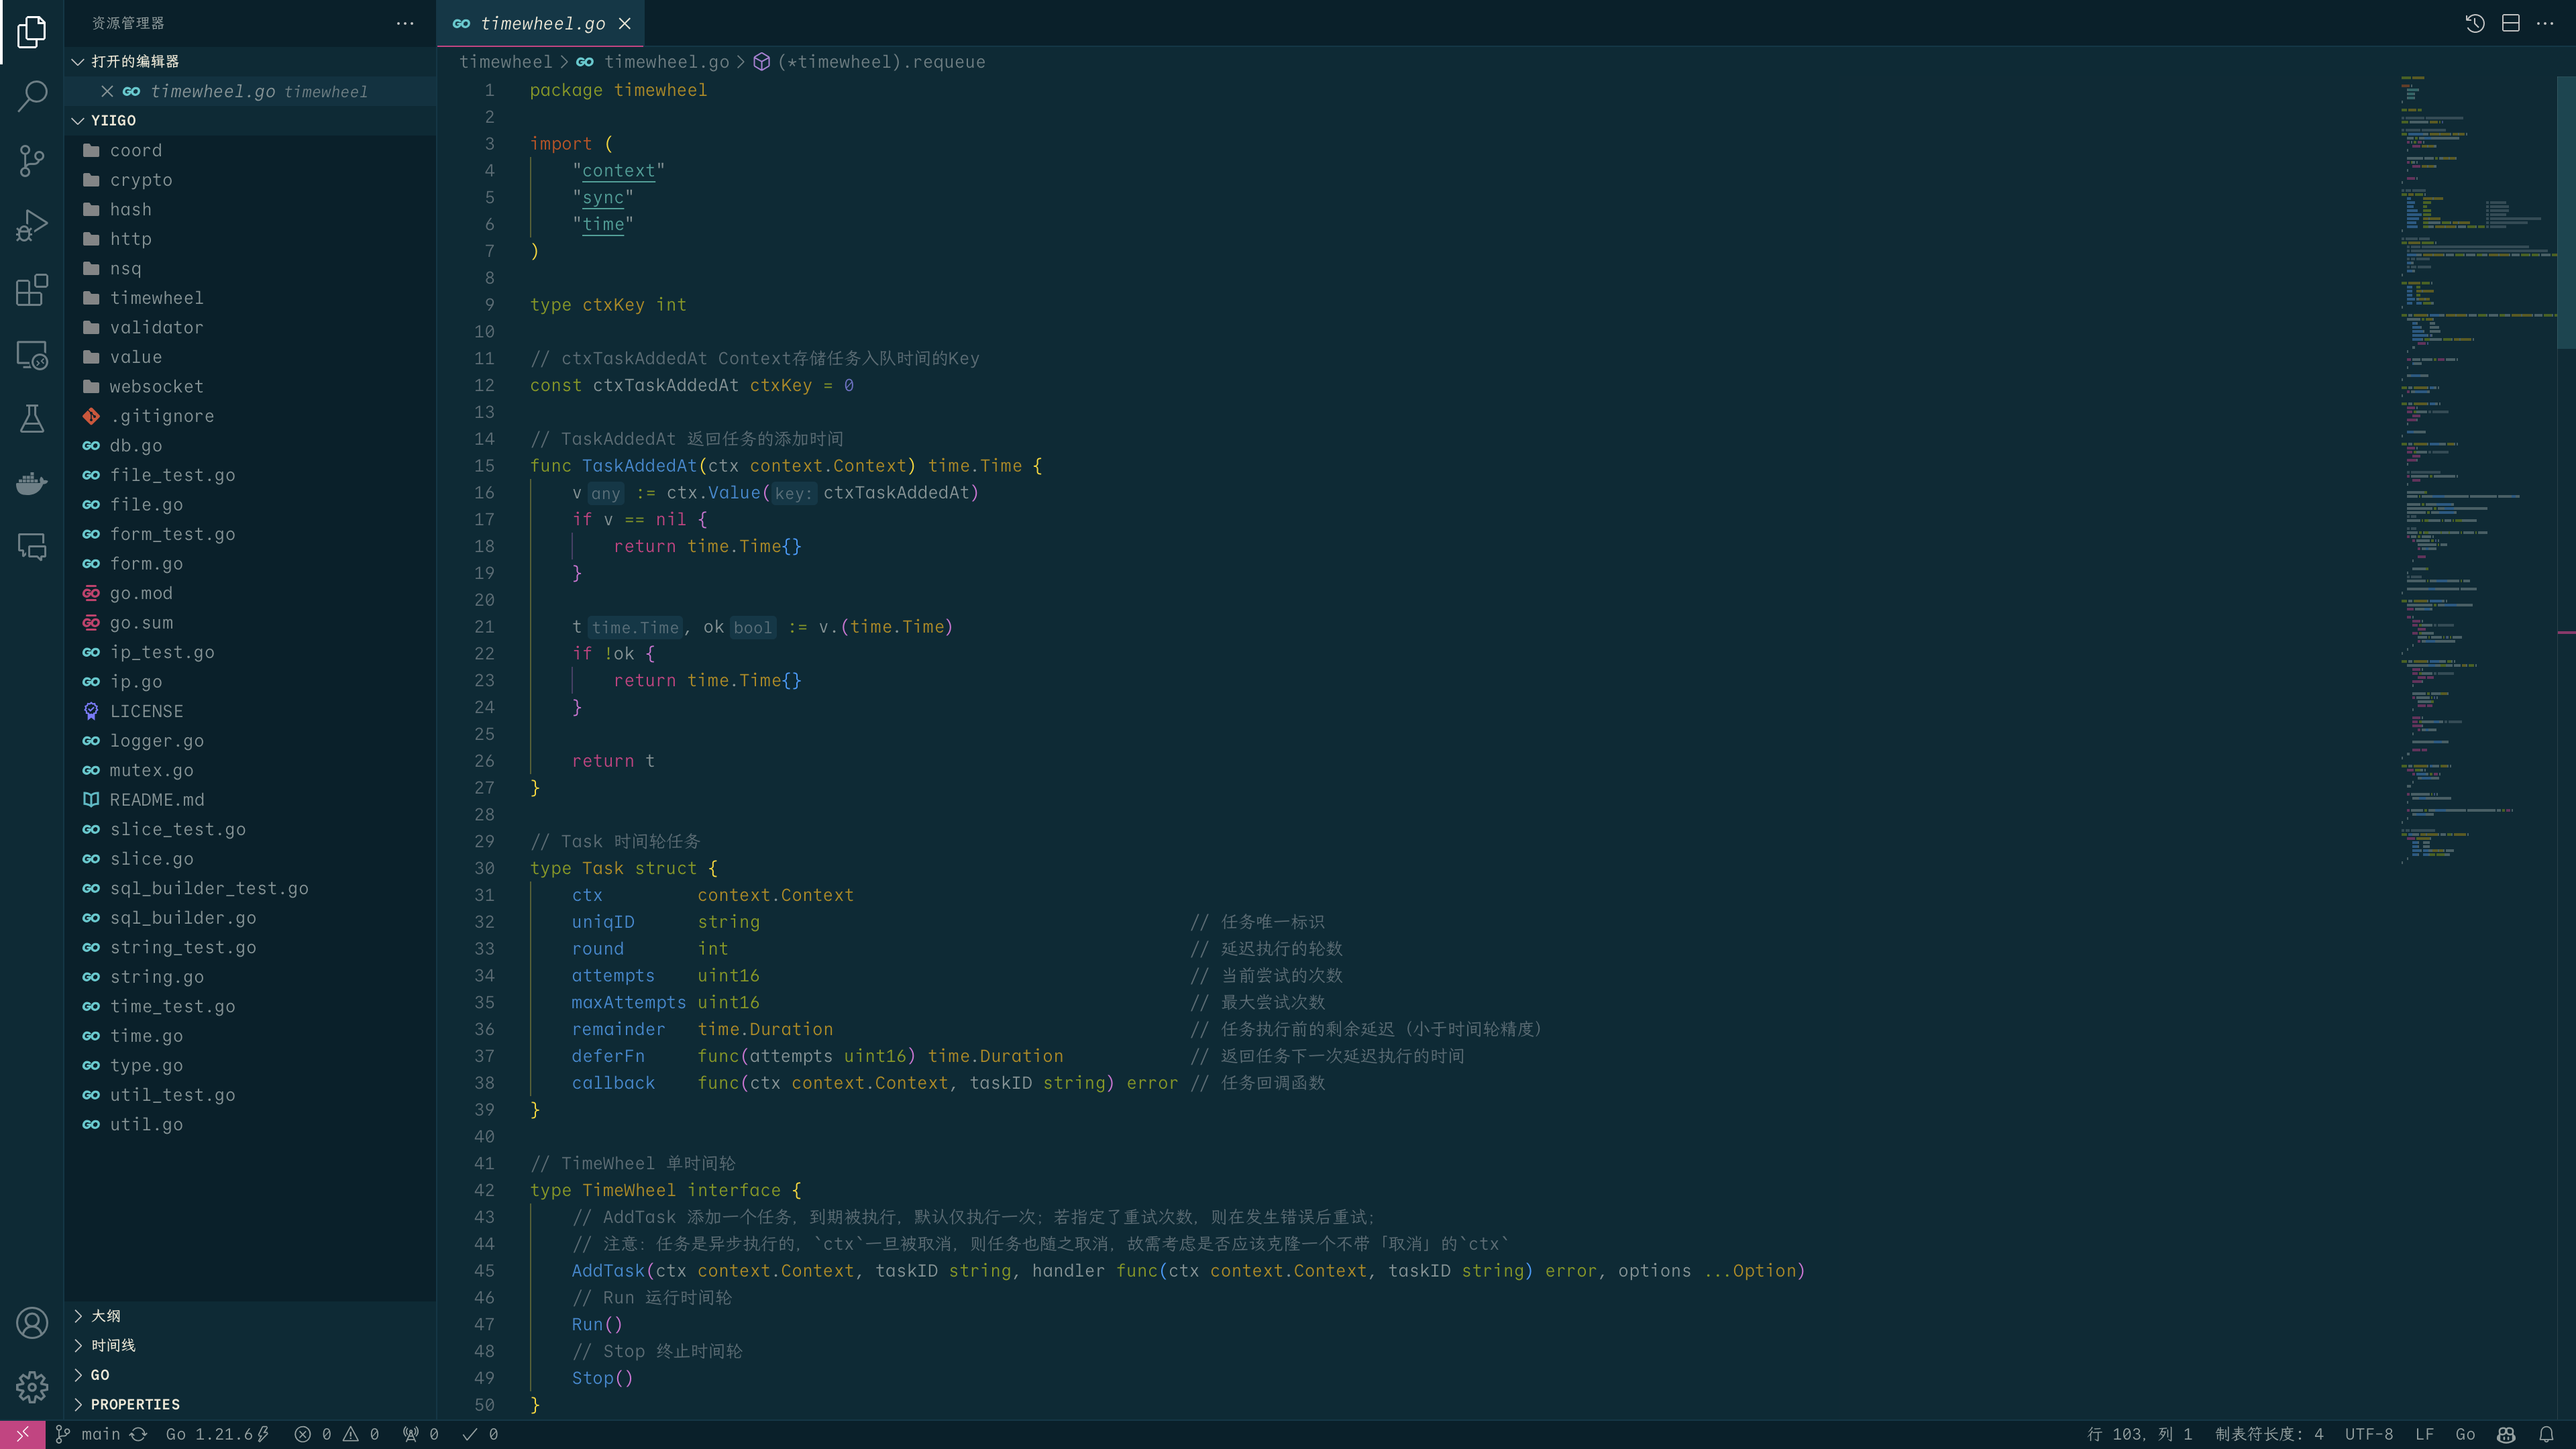 资源管理器
打开的编辑器
timewheel.go timewheel
YIIGO
coord
crypto
hash
http
nsq
timewheel
validator
value
websocket
.gitignore
db.go
file_test.go
file.go
form_test.go
form.go
go.mod
go.sum
ip_test.go
ip.go
LICENSE
logger.go
mutex.go
README.md
slice_test.go
slice.go
sql_builder_test.go
sql_builder.go
string_test.go
string.go
time_test.go
time.go
type.go
util_test.go
util.go
大纲
时间线
GO
PROPERTIES
timewheel.go
timewheel > timewheel.go > (*timewheel).requeue
1 package timewheel
2
3 import (
4 "context"
5 "sync"
6 "time"
7 )
8
9 type ctxKey int
10
11 // ctxTaskAddedAt Context存储任务入队时间的Key
12 const ctxTaskAddedAt ctxKey = 0
13
14 // TaskAddedAt 返回任务的添加时间
15 func TaskAddedAt(ctx context.Context) time.Time {
16 v any := ctx.Value(key: ctxTaskAddedAt)
17 if v == nil {
18 return time.Time{}
19 }
20
21 t time.Time, ok bool := v.(time.Time)
22 if !ok {
23 return time.Time{}
24 }
25
26 return t
27 }
28
29 // Task 时间轮任务
30 type Task struct {
31 ctx context.Context
32 uniqID string // 任务唯一标识
33 round int // 延迟执行的轮数
34 attempts uint16 // 当前尝试的次数
35 maxAttempts uint16 // 最大尝试次数
36 remainder time.Duration // 任务执行前的剩余延迟（小于时间轮精度）
37 deferFn func(attempts uint16) time.Duration // 返回任务下一次延迟执行的时间
38 callback func(ctx context.Context, taskID string) error // 任务回调函数
39 }
40
41 // TimeWheel 单时间轮
42 type TimeWheel interface {
43 // AddTask 添加一个任务，到期被执行，默认仅执行一次；若指定了重试次数，则在发生错误后重试；
44 // 注意：任务是异步执行的，`ctx`一旦被取消，则任务也随之取消，故需考虑是否应该克隆一个不带「取消」的`ctx`
45 AddTask(ctx context.Context, taskID string, handler func(ctx context.Context, taskID string) error, options ...Option)
46 // Run 运行时间轮
47 Run()
48 // Stop 终止时间轮
49 Stop()
50 }
main Go 1.21.6 0 0 0 0 行 103，列 1 制表符长度：4 UTF-8 LF Go